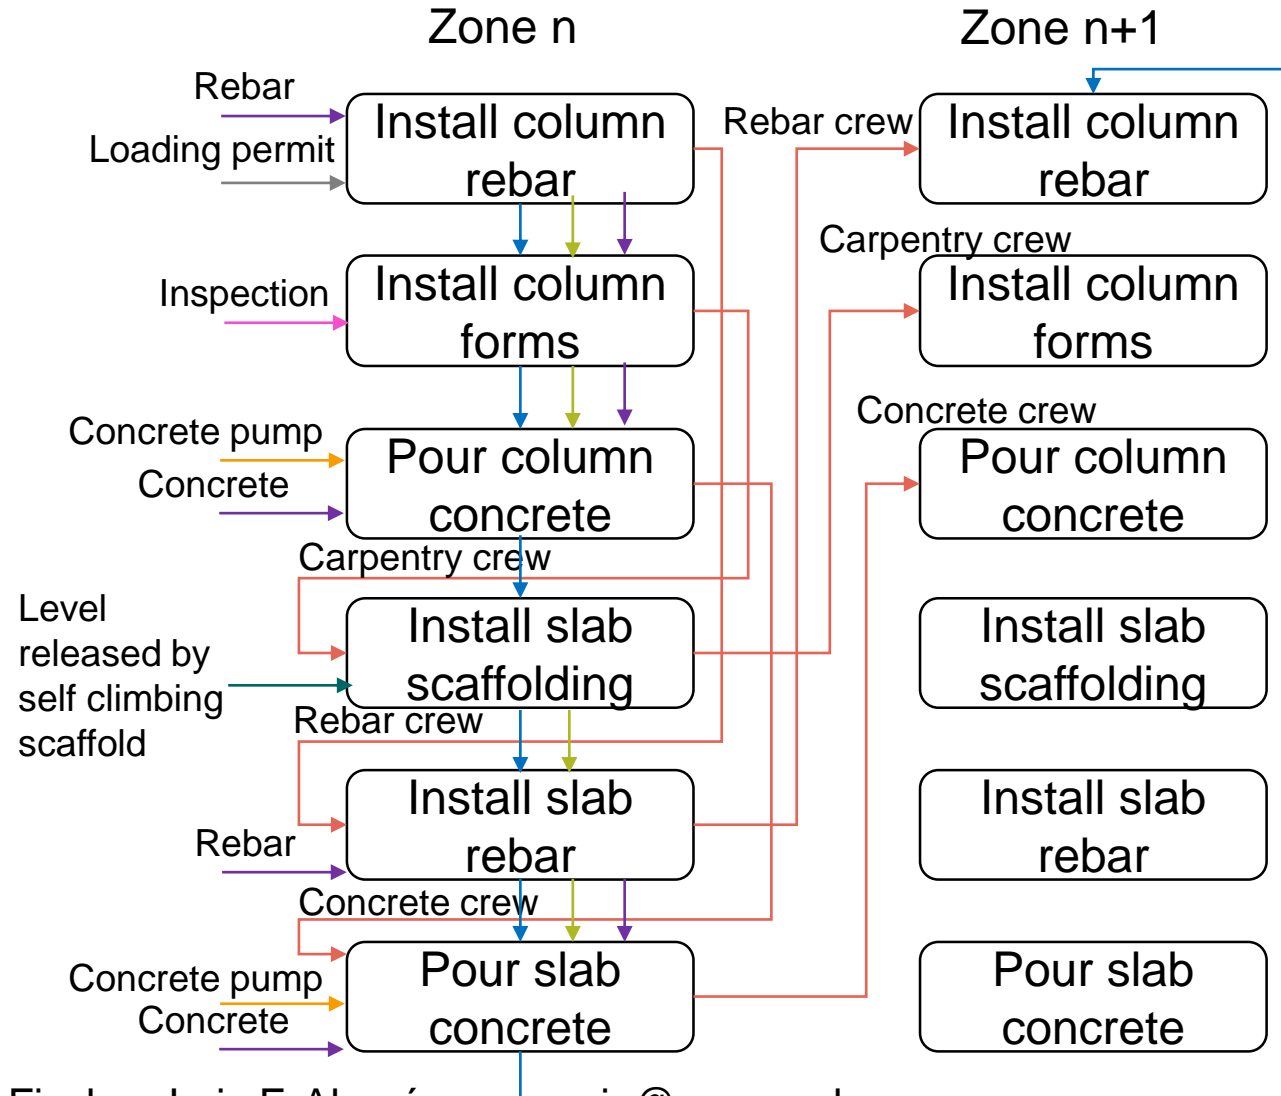 Zone n
Zone n+1
Rebar
Loading permit
Install column
rebar
Rebar crew
Install column
rebar
Inspection
Install column
forms
Carpentry crew
Install column
forms
Concrete pump
Concrete
Pour column
concrete
Concrete crew
Pour column
concrete
Carpentry crew
Level
released by
self climbing
scaffold
Install slab
scaffolding
Install slab
scaffolding
Rebar crew
Rebar
Install slab
rebar
Install slab
rebar
Concrete crew
Concrete pump
Concrete
Pour slab
concrete
Pour slab
concrete